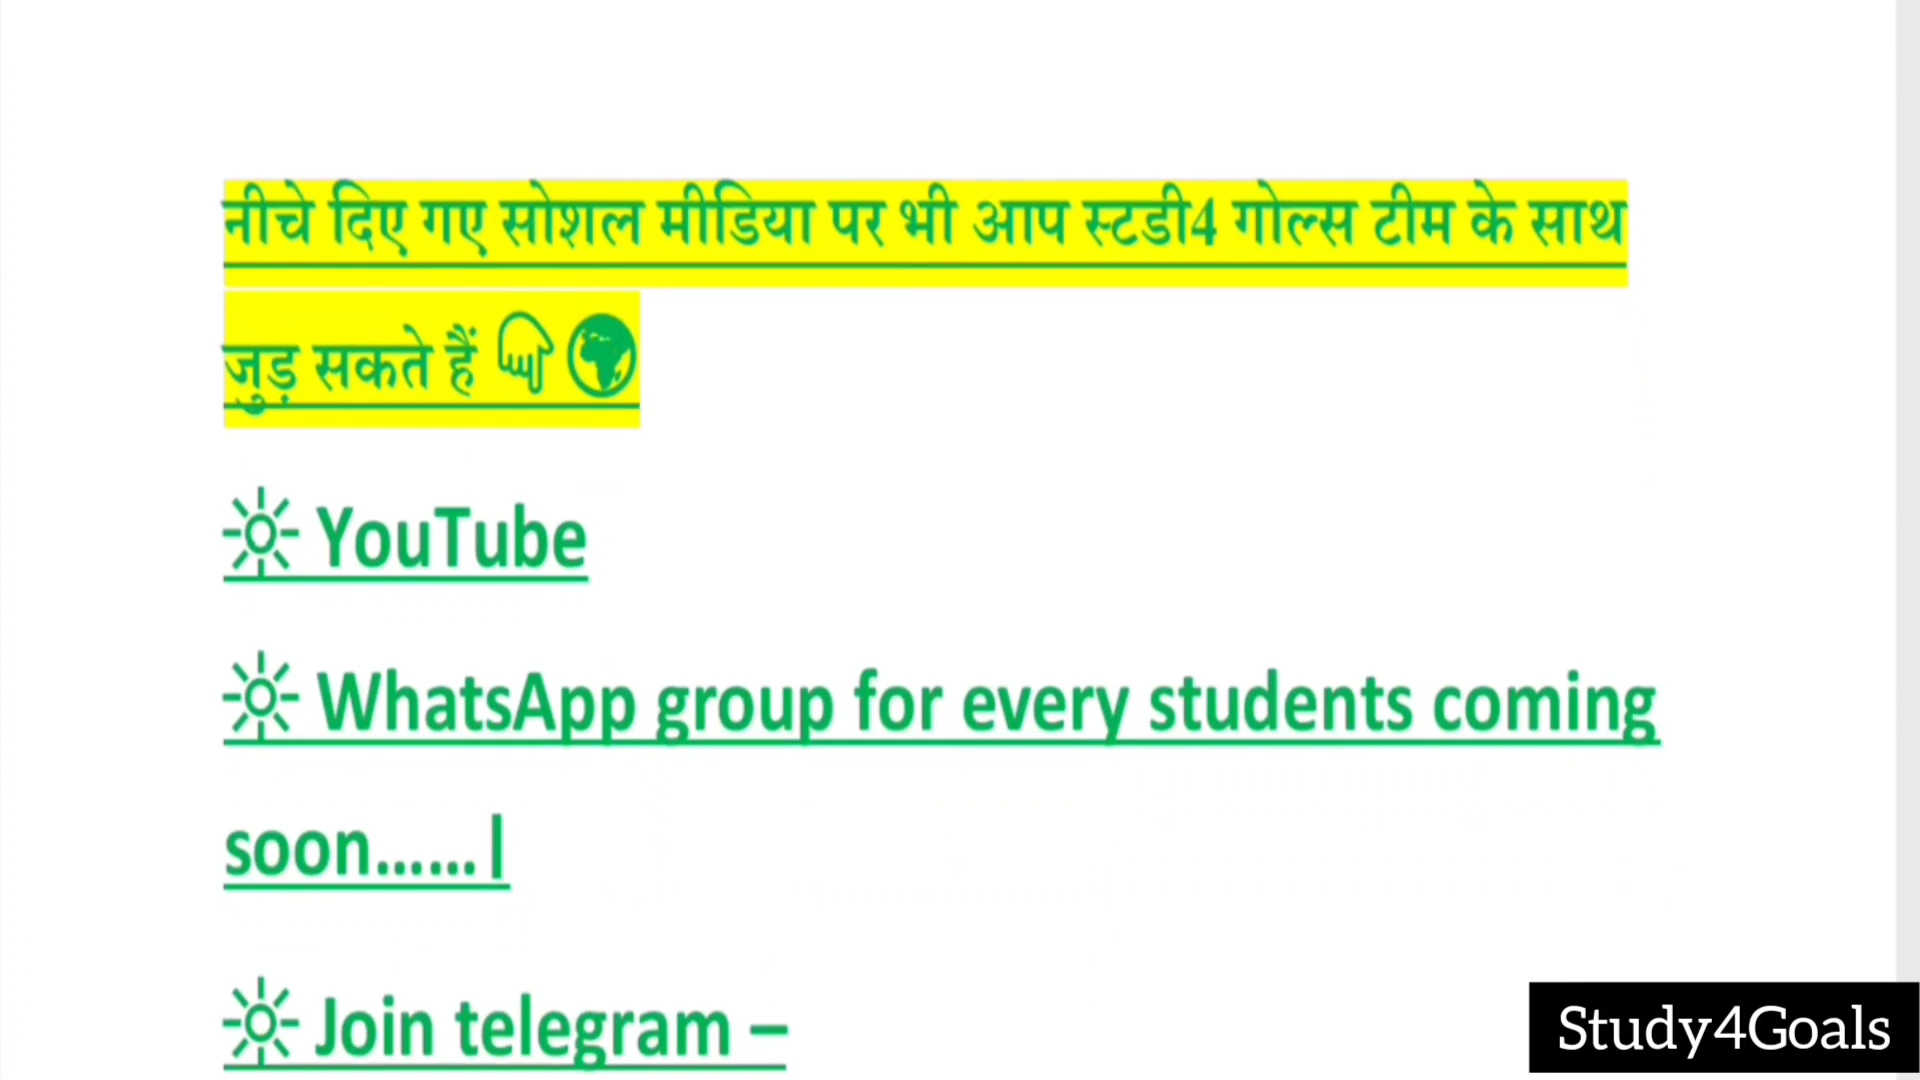 नीचे दिए गए सोशल मीडिया पर भी आप स्टडी4 गोल्स टीम के साथ
जुड़ सकते हैं 👇🌍
☼ YouTube
☼ WhatsApp group for every students coming
soon……।
☼ Join telegram –
Study4Goals